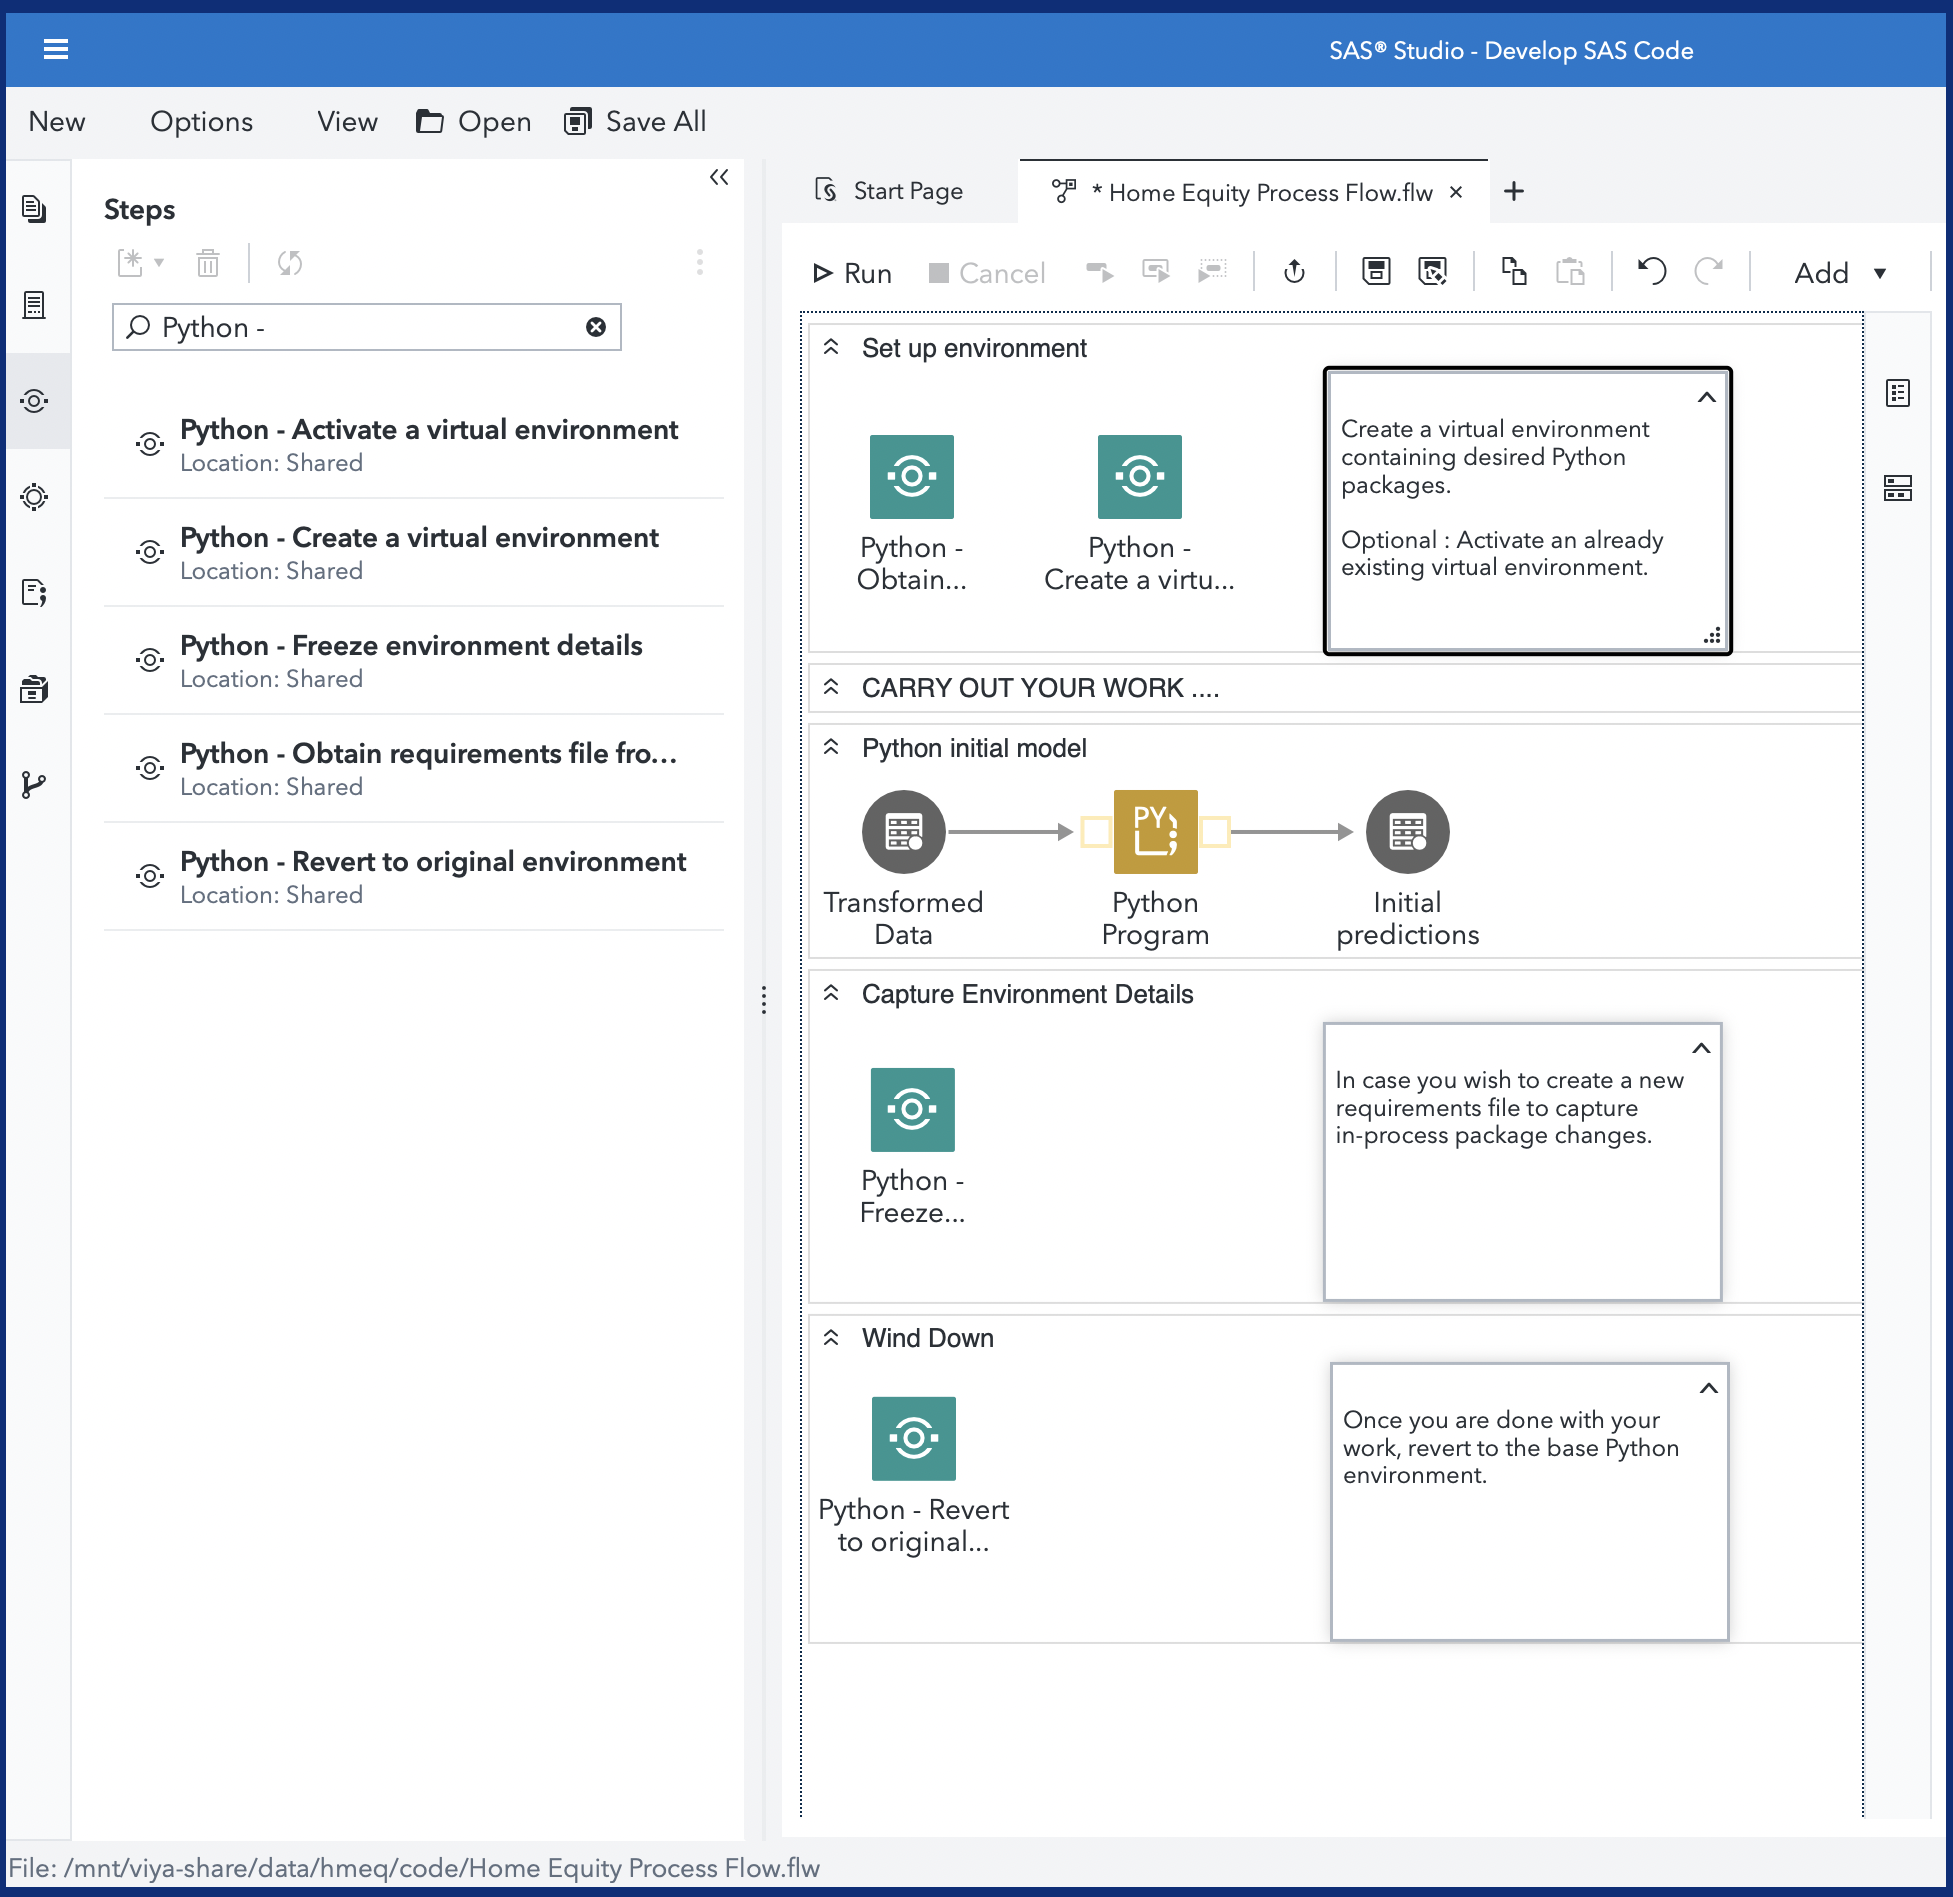 SAS® Studio - Develop SAS Code
New Options View Open Save All
Steps
Python -
Python - Activate a virtual environment
Location: Shared
Python - Create a virtual environment
Location: Shared
Python - Freeze environment details
Location: Shared
Python - Obtain requirements file fro...
Location: Shared
Python - Revert to original environment
Location: Shared
Start Page * Home Equity Process Flow.flw
Run Cancel Add
Set up environment
Python -
Obtain...
Python -
Create a virtu...
Create a virtual environment
containing desired Python
packages.
Optional : Activate an already
existing virtual environment.
CARRY OUT YOUR WORK ....
Python initial model
PY
Transformed
Data
Python
Program
Initial
predictions
Capture Environment Details
Python -
Freeze...
In case you wish to create a new
requirements file to capture
in-process package changes.
Wind Down
Python - Revert
to original...
Once you are done with your
work, revert to the base Python
environment.
File: /mnt/viya-share/data/hmeq/code/Home Equity Process Flow.flw